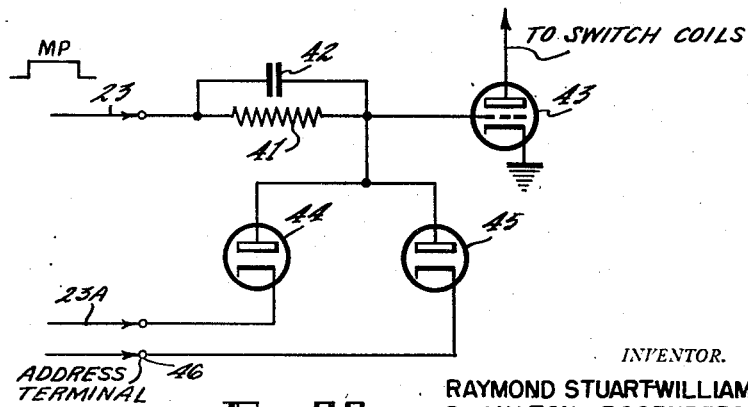 MP
42
TO SWITCH COILS
23
43
41
44
45
23A
46
INVENTOR.
ADDRESS TERMINAL
RAYMOND STUART-WILLIAM